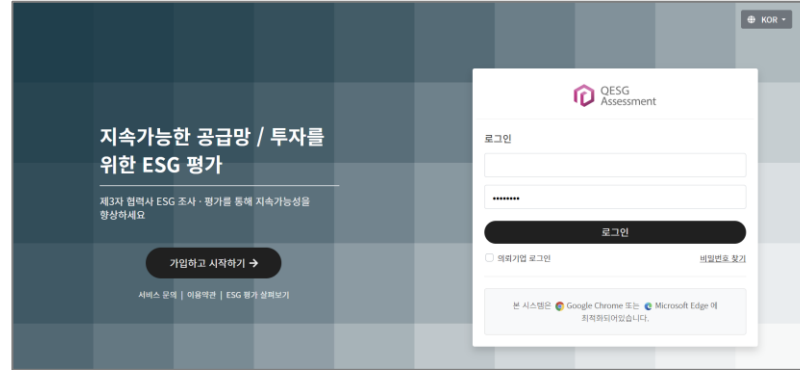 KOR
지속가능한 공급망 / 투자를
위한 ESG 평가
제3자 협력사 ESG 조사 · 평가를 통해 지속가능성을
향상하세요
가입하고 시작하기 →
서비스 문의 | 이용약관 | ESG 평가 살펴보기
QESG
Assessment
로그인
••••••••
로그인
의뢰기업 로그인
비밀번호 찾기
본 시스템은 Google Chrome 또는 Microsoft Edge 에
최적화되어있습니다.